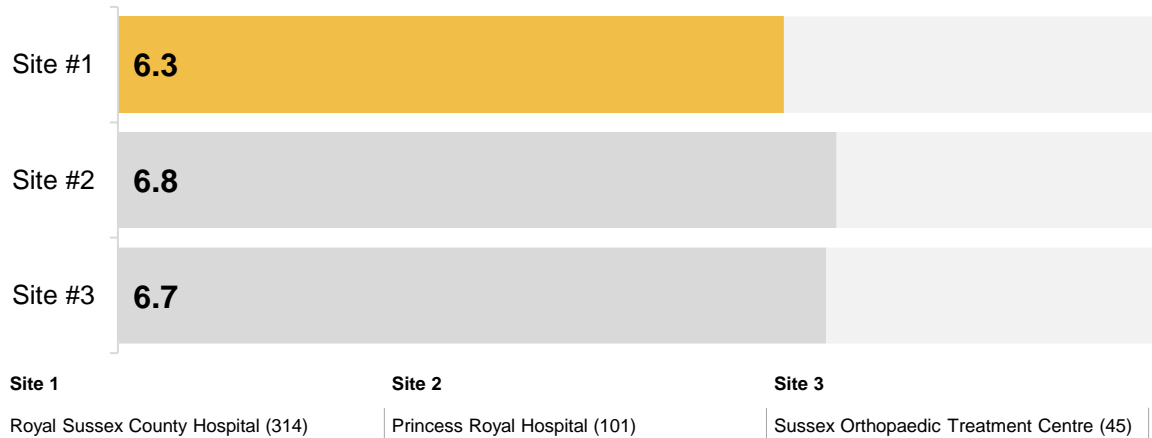 Site #1 6.3
Site #2 6.8
Site #3 6.7
Site 1 Site 2 Site 3
Royal Sussex County Hospital (314) Princess Royal Hospital (101) Sussex Orthopaedic Treatment Centre (45)